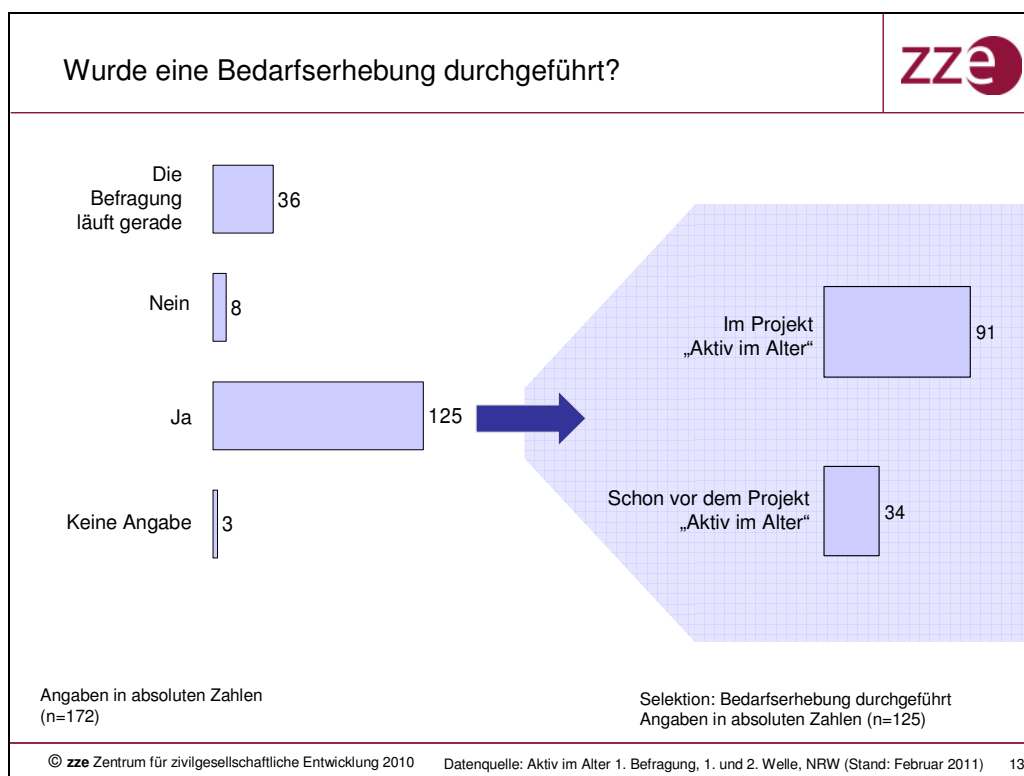 Wurde eine Bedarfserhebung durchgeführt?
zze
Die
Befragung
läuft gerade
36
Nein
8
Ja
125
Keine Angabe
3
Im Projekt
„Aktiv im Alter“
91
Schon vor dem Projekt
„Aktiv im Alter“
34
Angaben in absoluten Zahlen
(n=172)
Selektion: Bedarfserhebung durchgeführt
Angaben in absoluten Zahlen (n=125)
© zze Zentrum für zivilgesellschaftliche Entwicklung 2010
Datenquelle: Aktiv im Alter 1. Befragung, 1. und 2. Welle, NRW (Stand: Februar 2011)
13